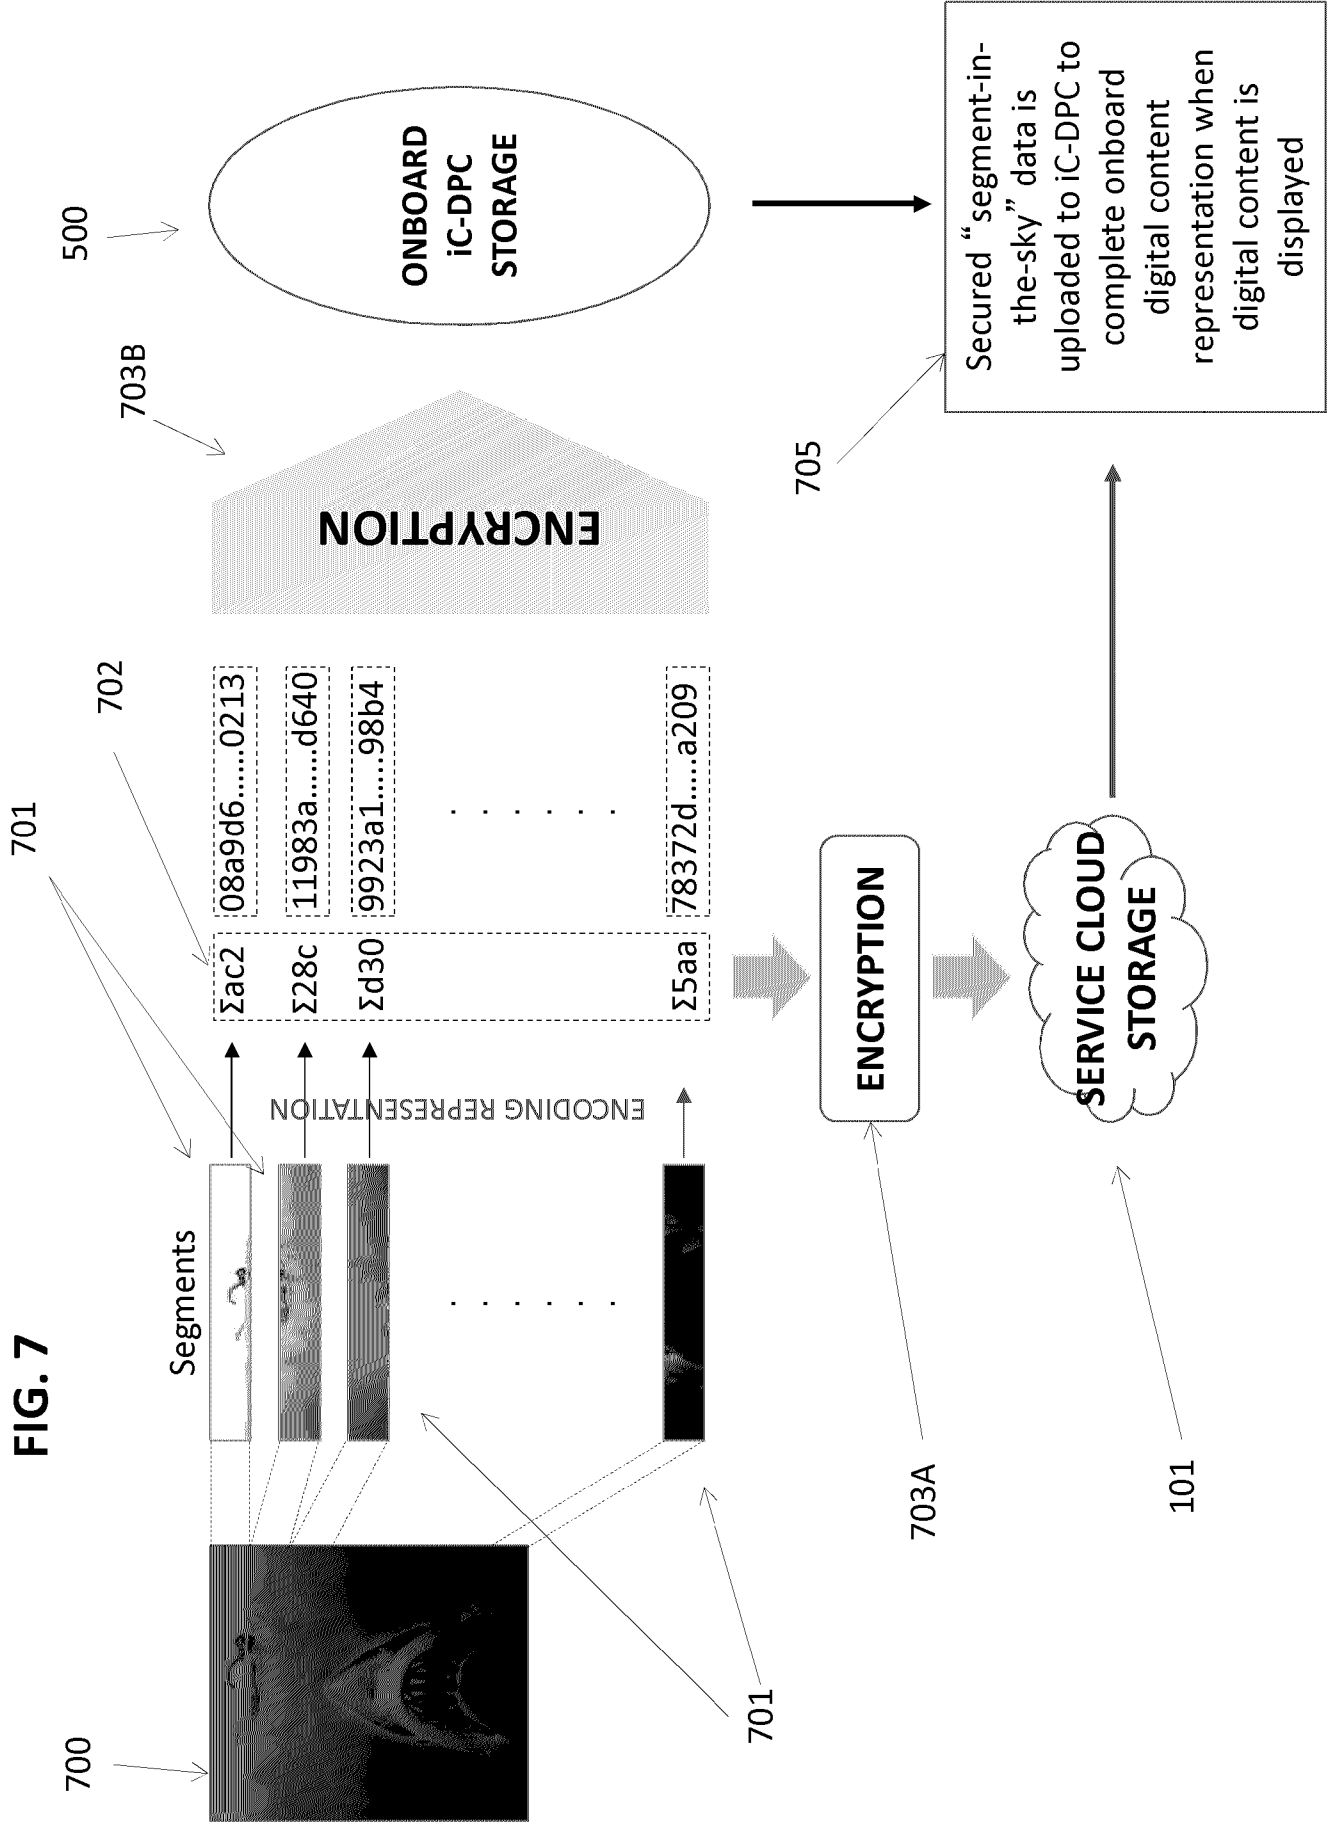 FIG. 7
700
Segments
701
702
703B
500
Σac2
08a9d6......0213
Σ28c
11983a......d640
Σd30
9923a1.....98b4
. . . . . .
. . . . . .
Σ5aa
78372d.....a209
ENCODING REPRESENTATION
ENCRYPTION
ONBOARD
iC-DPC
STORAGE
701
703A
ENCRYPTION
705
101
SERVICE CLOUD
STORAGE
Secured “segment-in-
the-sky” data is
uploaded to iC-DPC to
complete onboard
digital content
representation when
digital content is
displayed